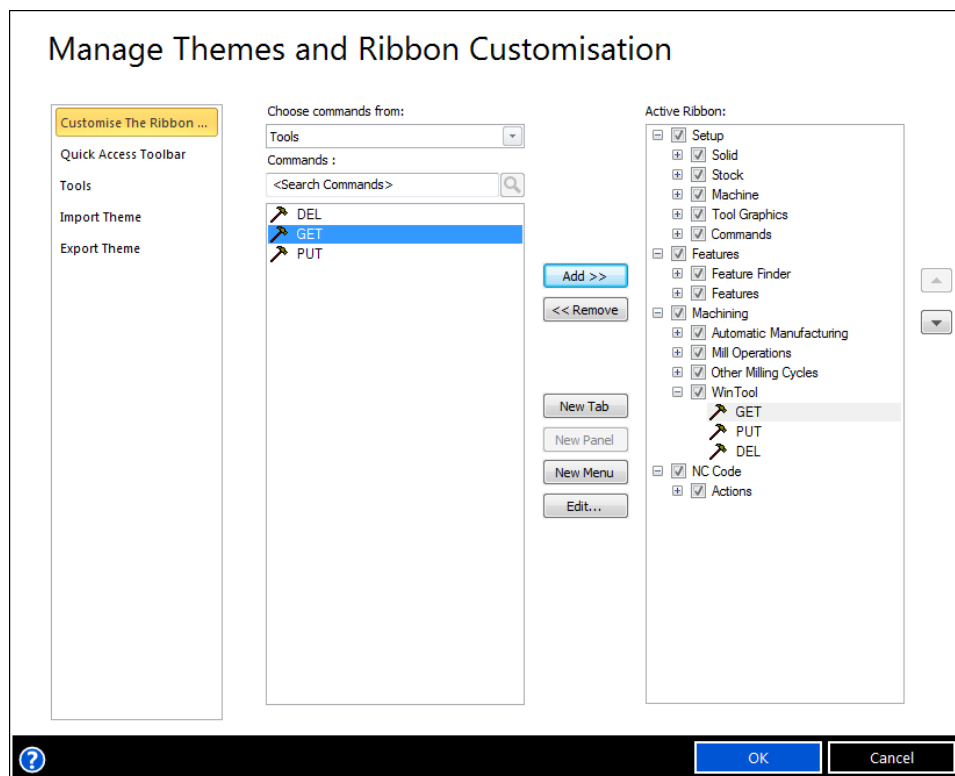 Manage Themes and Ribbon Customisation
Customise The Ribbon ...
Quick Access Toolbar
Tools
Import Theme
Export Theme
Choose commands from:
Tools
Commands :
<Search Commands>
DEL
GET
PUT
Add >>
<< Remove
New Tab
New Panel
New Menu
Edit...
Active Ribbon:
Setup
Solid
Stock
Machine
Tool Graphics
Commands
Features
Feature Finder
Features
Machining
Automatic Manufacturing
Mill Operations
Other Milling Cycles
WinTool
GET
PUT
DEL
NC Code
Actions
?
OK
Cancel